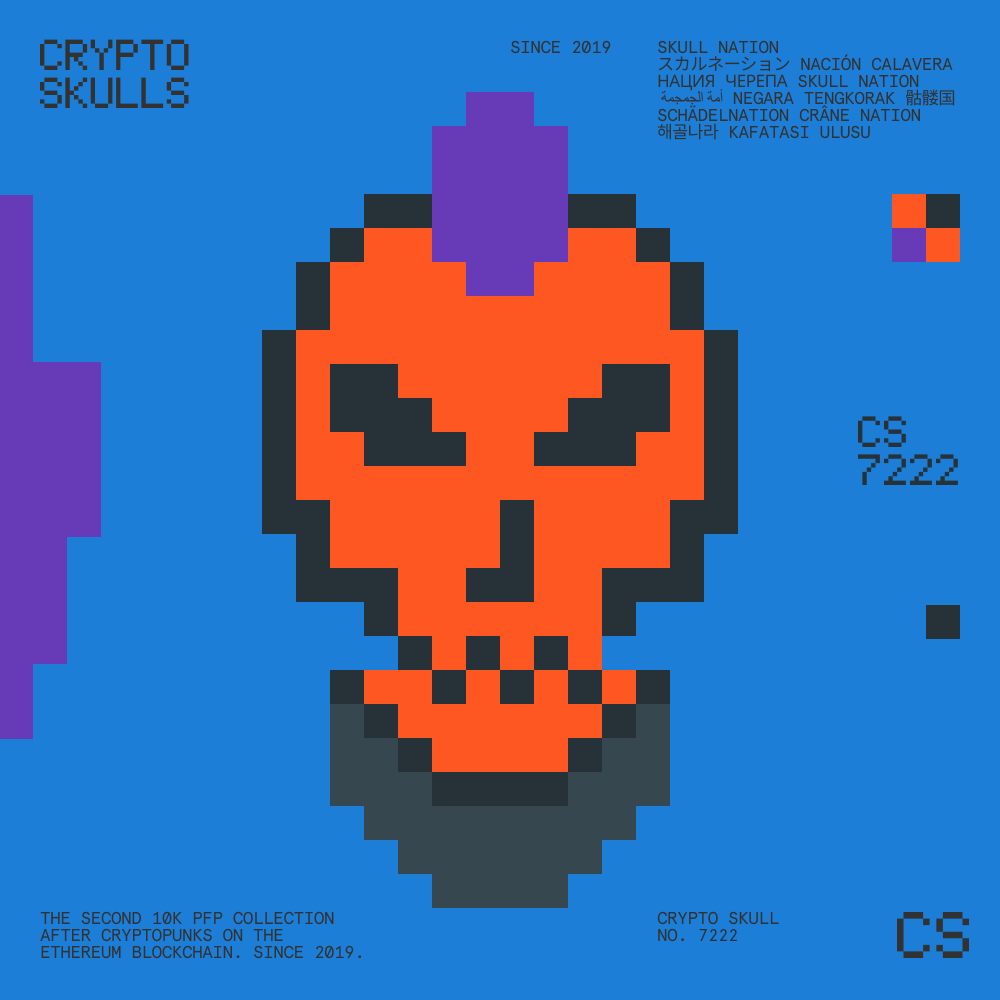 CRYPTO
SKULLS
SINCE 2019
SKULL NATION
スカルネーション NACIÓN CALAVERA
НАЦИЯ ЧЕРЕПА SKULL NATION
أمة الجمجمة NEGARA TENGKORAK 骷髅国
SCHÄDELNATION CRÂNE NATION
해골나라 KAFATASI ULUSU
CS
7222
THE SECOND 10K PFP COLLECTION
AFTER CRYPTOPUNKS ON THE
ETHEREUM BLOCKCHAIN. SINCE 2019.
CRYPTO SKULL
NO. 7222
CS